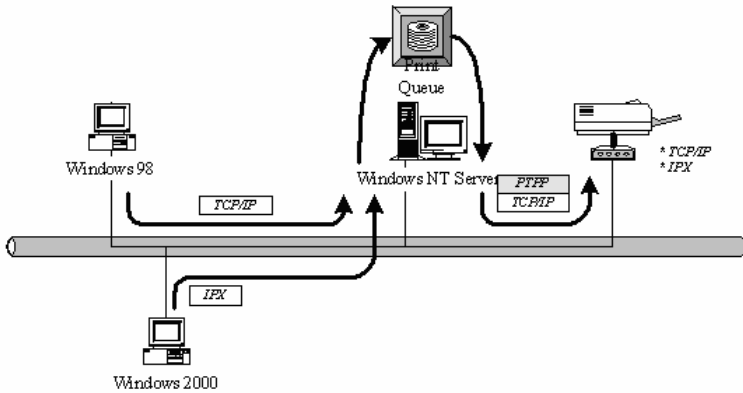 Print
Queue
Windows 98
Windows NT Server
* TCP/IP
* IPX
PTPP
TCP/IP
TCP/IP
IPX
Windows 2000